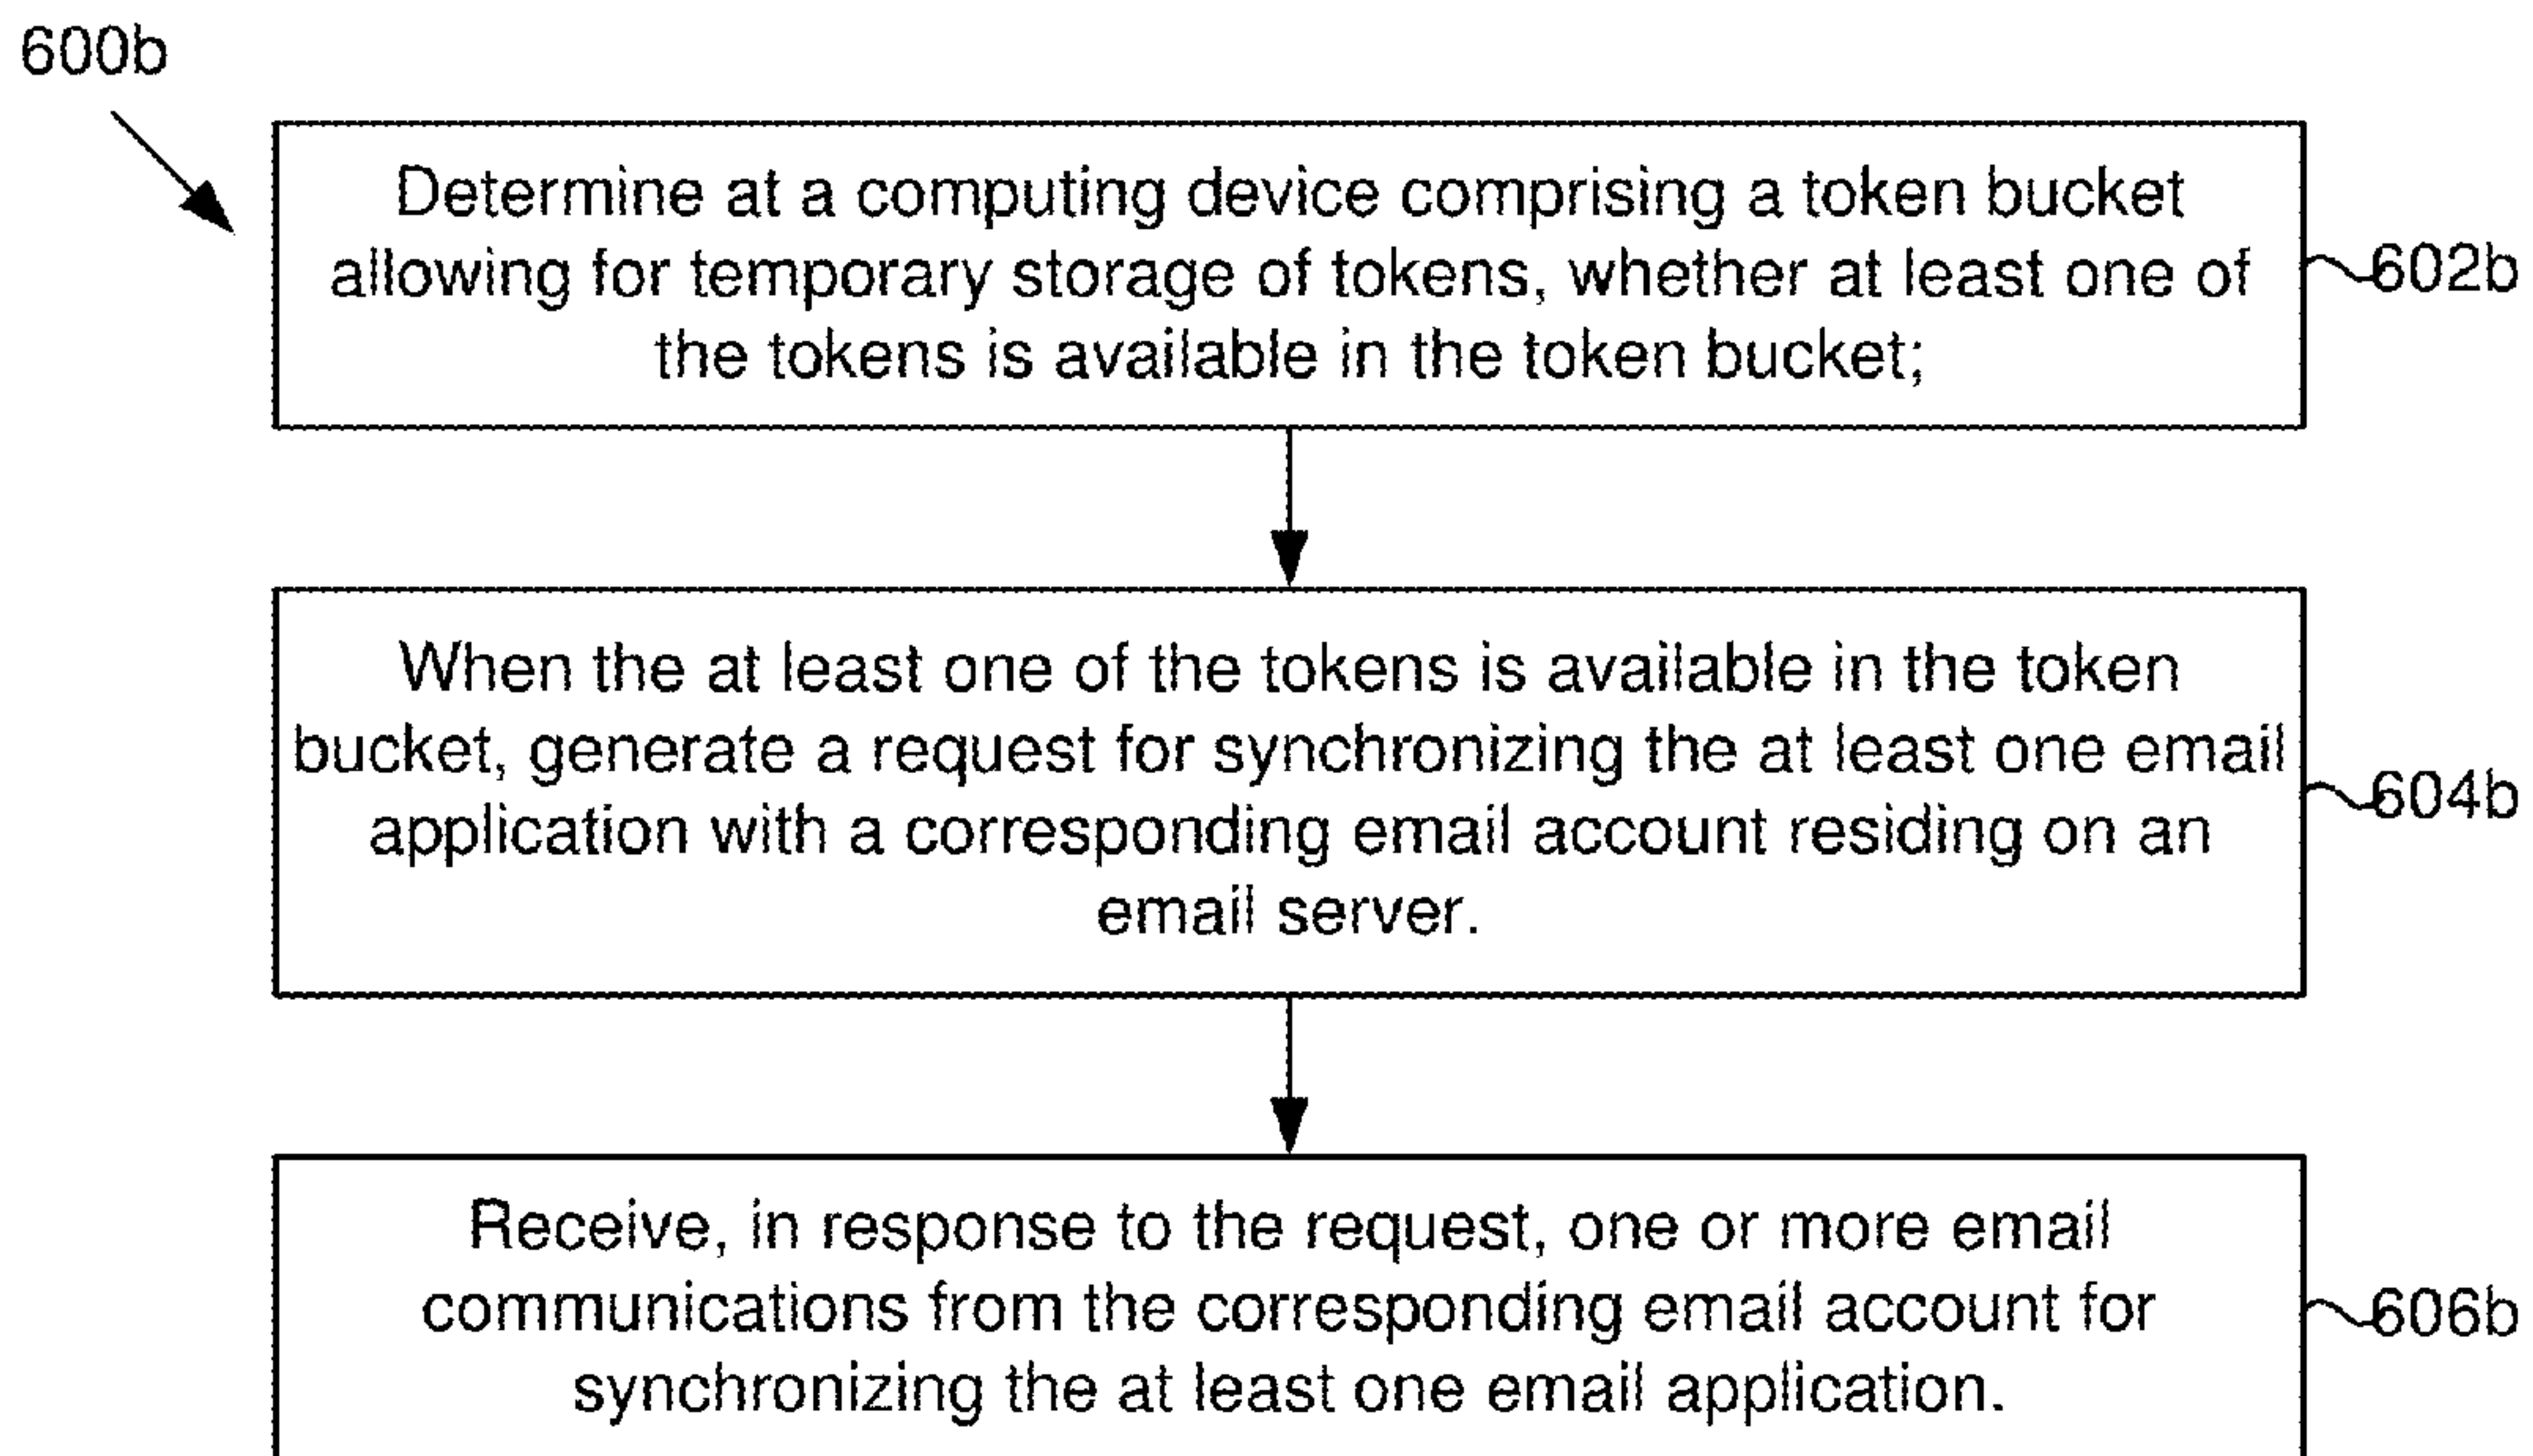 600b
Determine at a computing device comprising a token bucket
allowing for temporary storage of tokens, whether at least one of
the tokens is available in the token bucket;
602b
When the at least one of the tokens is available in the token
bucket, generate a request for synchronizing the at least one email
application with a corresponding email account residing on an
email server.
604b
Receive, in response to the request, one or more email
communications from the corresponding email account for
synchronizing the at least one email application.
606b